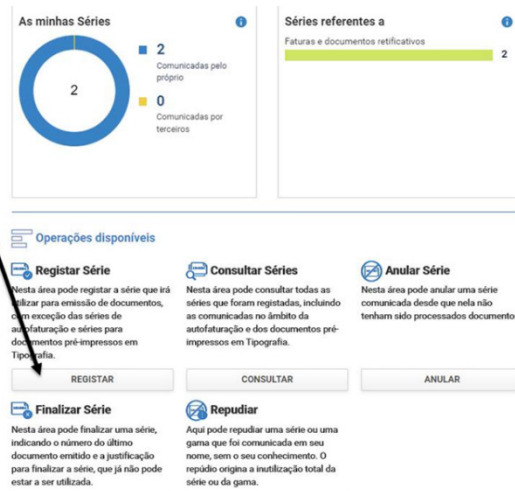 As minhas Séries
2
2
Comunicadas pelo
próprio
0
Comunicadas por
terceiros
Séries referentes a
Faturas e documentos retificativos
2
Operações disponíveis
Registar Série
Nesta área pode registar a série que irá
utilizar para emissão de documentos,
com exceção das séries de
autofaturação e séries para
documentos pré-impressos em
Tipografia.
REGISTAR
Consultar Séries
Nesta área pode consultar todas as
séries que foram registadas, incluindo
as comunicadas no âmbito da
autofaturação e dos documentos pré-
impressos em Tipografia.
CONSULTAR
Anular Série
Nesta área pode anular uma série
comunicada desde que nela não
tenham sido processados documento
ANULAR
Finalizar Série
Nesta área pode finalizar uma série,
indicando o número do último
documento emitido e a justificação
para finalizar a série, que já não pode
estar a ser utilizada.
Repudiar
Aqui pode repudiar uma série ou uma
gama que foi comunicada em seu
nome, sem o seu conhecimento. O
repúdio origina a inutilização total da
série ou da gama.